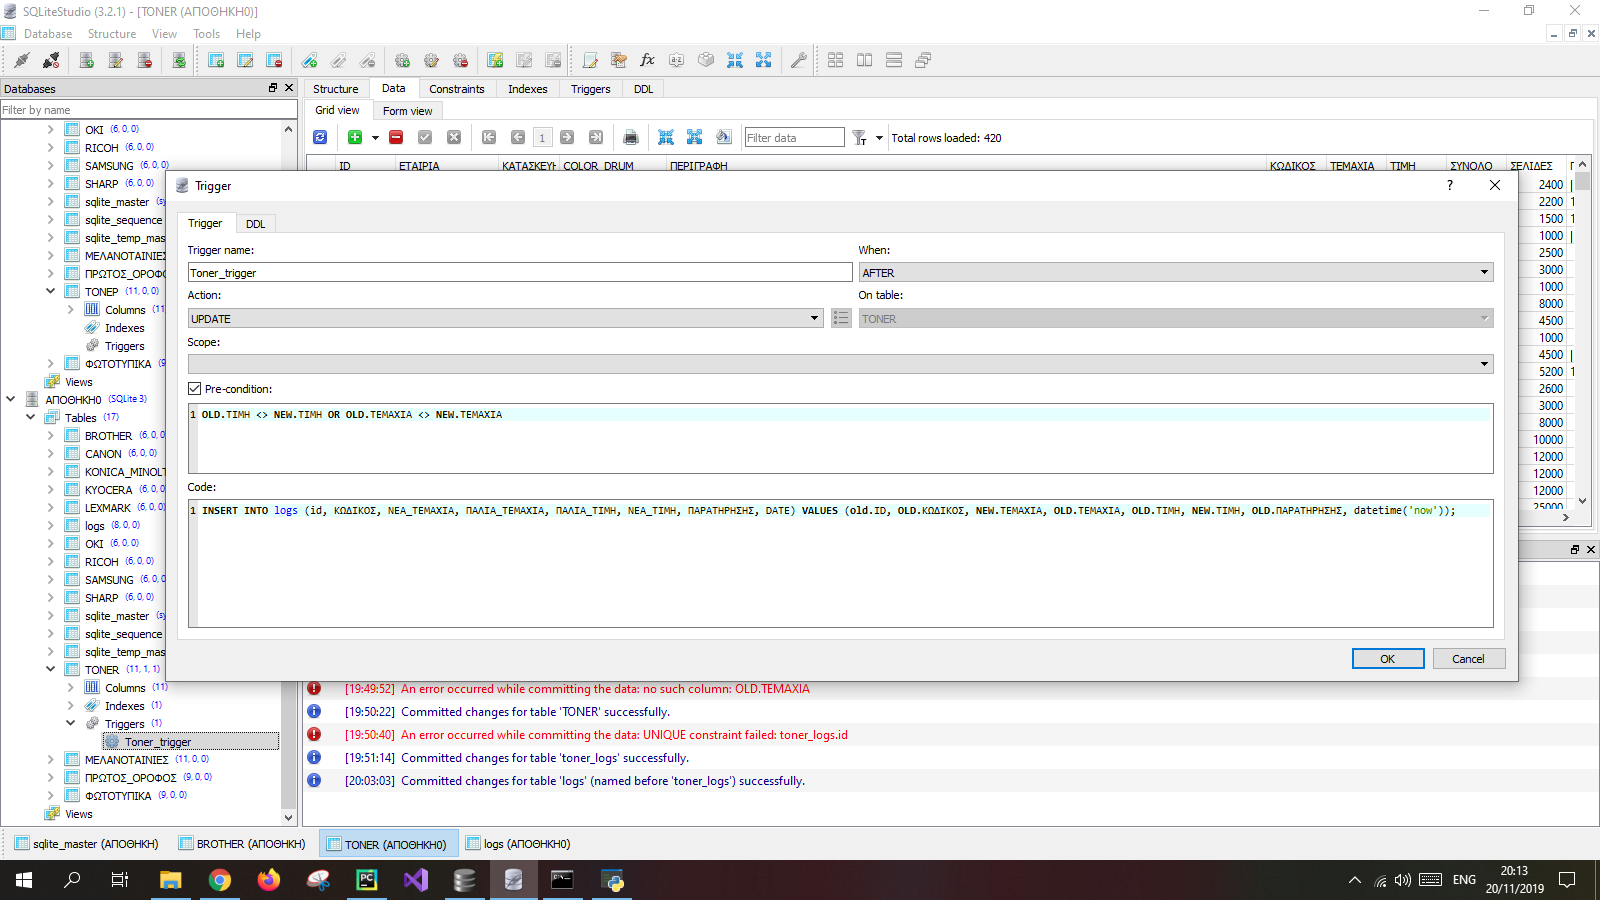 SQLiteStudio (3.2.1) - [TONER (ΑΠΟΘΗΚΗ0)]
Database Structure View Tools Help
Databases
Filter by name
OKI (6, 0, 0)
RICOH (6, 0, 0)
SAMSUNG (6, 0, 0)
SHARP (6, 0, 0)
sqlite_master (sy
sqlite_sequence
sqlite_temp_mas
ΜΕΛΑΝΟΤΑΙΝΙΕΣ
ΠΡΩΤΟΣ_ΟΡΟΦΟ
ΤΟΝΕΡ (11, 0, 0)
Columns (11
Indexes
Triggers
ΦΩΤΟΤΥΠΙΚΑ (9
Views
ΑΠΟΘΗΚΗ0 (SQLite 3)
Tables (17)
BROTHER (6, 0, 0
CANON (6, 0, 0)
KONICA_MINOLT
KYOCERA (6, 0, 0
LEXMARK (6, 0, 0
logs (8, 0, 0)
OKI (6, 0, 0)
RICOH (6, 0, 0)
SAMSUNG (6, 0, 0
SHARP (6, 0, 0)
sqlite_master (sy
sqlite_sequence
sqlite_temp_mas
TONER (11, 1, 1)
Columns (11)
Indexes (1)
Triggers (1)
Toner_trigger
ΜΕΛΑΝΟΤΑΙΝΙΕΣ (11, 0, 0)
ΠΡΩΤΟΣ_ΟΡΟΦΟΣ (9, 0, 0)
ΦΩΤΟΤΥΠΙΚΑ (9, 0, 0)
Views
Structure Data Constraints Indexes Triggers DDL
Grid view Form view
1 Filter data Total rows loaded: 420
ID ΕΤΑΙΡΙΑ ΚΑΤΑΣΚΕΥΗ COLOR_DRUM ΠΕΡΙΓΡΑΦΗ ΚΩΔΙΚΟΣ ΤΕΜΑΧΙΑ ΤΙΜΗ ΣΥΝΟΛΟ ΣΕΛΙΔΕΣ Π
2400
2200 1
1500 1
1000
2500
3000
1000
8000
4500
1000
4500
5200 1
2600
3000
8000
10000
12000
12000
12000
25000
Trigger
Trigger DDL
Trigger name: When:
Toner_trigger AFTER
Action: On table:
UPDATE TONER
Scope:
Pre-condition:
1 OLD.ΤΙΜΗ <> NEW.ΤΙΜΗ OR OLD.ΤΕΜΑΧΙΑ <> NEW.ΤΕΜΑΧΙΑ
Code:
1 INSERT INTO logs (id, ΚΩΔΙΚΟΣ, ΝΕΑ_ΤΕΜΑΧΙΑ, ΠΑΛΙΑ_ΤΕΜΑΧΙΑ, ΠΑΛΙΑ_ΤΙΜΗ, ΝΕΑ_ΤΙΜΗ, ΠΑΡΑΤΗΡΗΣΗΣ, DATE) VALUES (old.ID, OLD.ΚΩΔΙΚΟΣ, NEW.ΤΕΜΑΧΙΑ, OLD.ΤΕΜΑΧΙΑ, OLD.ΤΙΜΗ, NEW.ΤΙΜΗ, OLD.ΠΑΡΑΤΗΡΗΣΗΣ, datetime('now'));
OK Cancel
[19:49:52] An error occurred while committing the data: no such column: OLD.TEMAXIA
[19:50:22] Committed changes for table 'TONER' successfully.
[19:50:40] An error occurred while committing the data: UNIQUE constraint failed: toner_logs.id
[19:51:14] Committed changes for table 'toner_logs' successfully.
[20:03:03] Committed changes for table 'logs' (named before 'toner_logs') successfully.
sqlite_master (ΑΠΟΘΗΚΗ) BROTHER (ΑΠΟΘΗΚΗ) TONER (ΑΠΟΘΗΚΗ0) logs (ΑΠΟΘΗΚΗ0)
ENG
20:13
20/11/2019